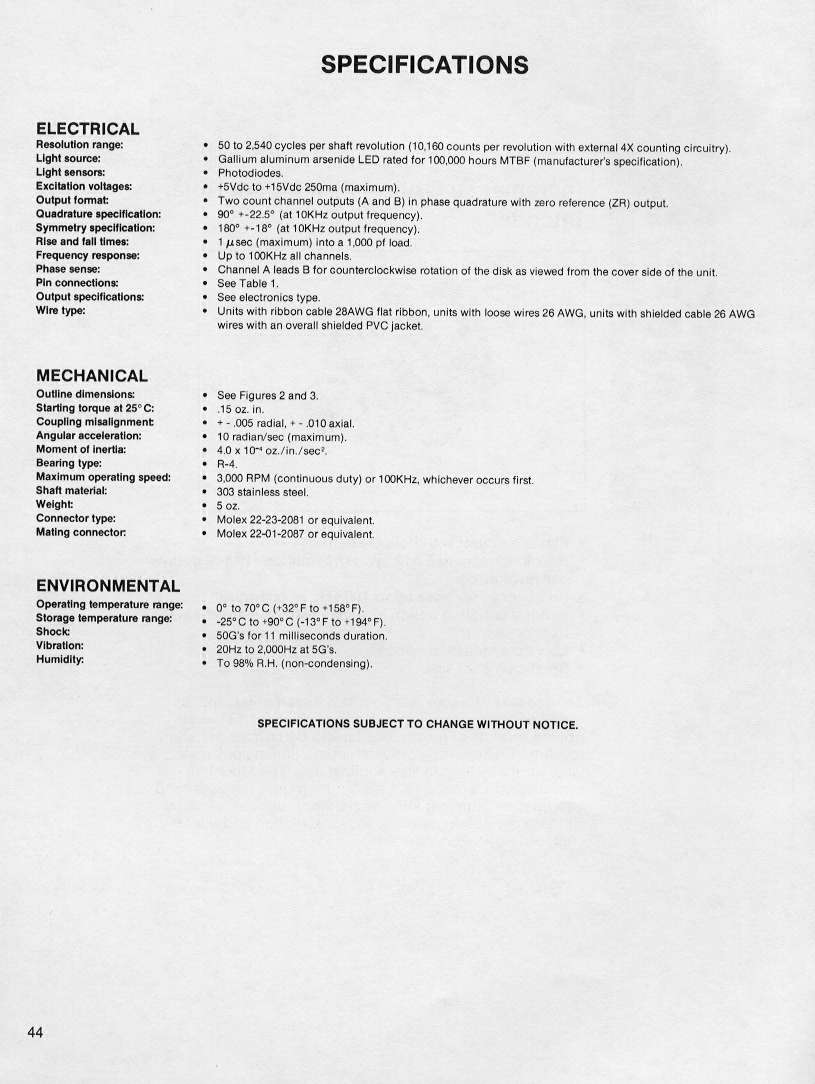 SPECIFICATIONS
ELECTRICAL
Resolution range: • 50 to 2,540 cycles per shaft revolution (10,160 counts per revolution with external 4X counting circuitry).
Light source: • Gallium aluminum arsenide LED rated for 100,000 hours MTBF (manufacturer's specification).
Light sensors: • Photodiodes.
Excitation voltages: • +5Vdc to +15Vdc 250ma (maximum).
Output format: • Two count channel outputs (A and B) in phase quadrature with zero reference (ZR) output.
Quadrature specification: • 90° +-22.5° (at 10KHz output frequency).
Symmetry specification: • 180° +-18° (at 10KHz output frequency).
Rise and fall times: • 1 μsec (maximum) into a 1,000 pf load.
Frequency response: • Up to 100KHz all channels.
Phase sense: • Channel A leads B for counterclockwise rotation of the disk as viewed from the cover side of the unit.
Pin connections: • See Table 1.
Output specifications: • See electronics type.
Wire type: • Units with ribbon cable 28AWG flat ribbon, units with loose wires 26 AWG, units with shielded cable 26 AWG
wires with an overall shielded PVC jacket.
MECHANICAL
Outline dimensions: • See Figures 2 and 3.
Starting torque at 25°C: • .15 oz. in.
Coupling misalignment: • + - .005 radial, + - .010 axial.
Angular acceleration: • 10 radian/sec (maximum).
Moment of inertia: • 4.0 x 10⁻⁴ oz./in./sec².
Bearing type: • R-4.
Maximum operating speed: • 3,000 RPM (continuous duty) or 100KHz, whichever occurs first.
Shaft material: • 303 stainless steel.
Weight: • 5 oz.
Connector type: • Molex 22-23-2081 or equivalent.
Mating connector: • Molex 22-01-2087 or equivalent.
ENVIRONMENTAL
Operating temperature range: • 0° to 70°C (+32°F to +158°F).
Storage temperature range: • -25°C to +90°C (-13°F to +194°F).
Shock: • 50G's for 11 milliseconds duration.
Vibration: • 20Hz to 2,000Hz at 5G's.
Humidity: • To 98% R.H. (non-condensing).
SPECIFICATIONS SUBJECT TO CHANGE WITHOUT NOTICE.
44